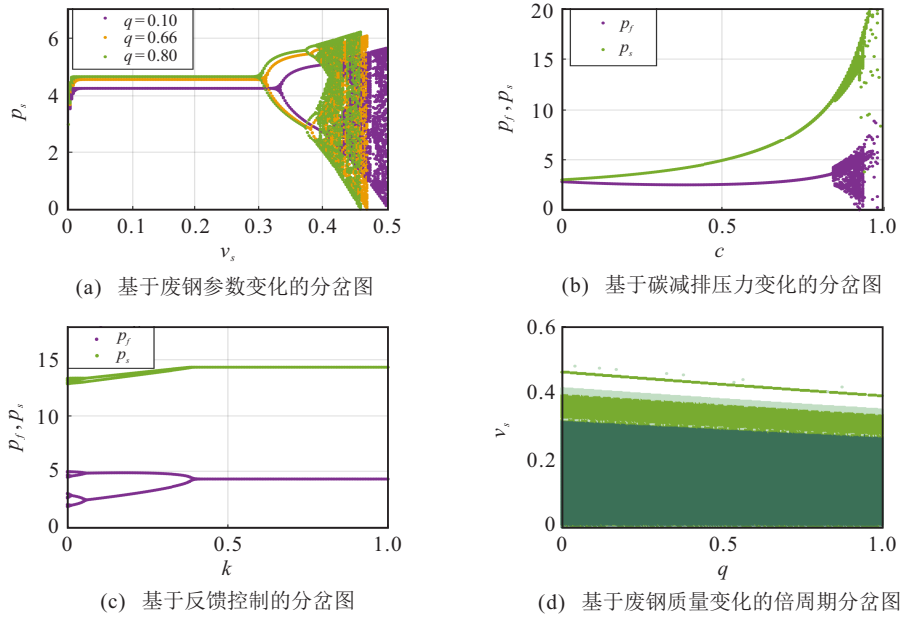 q=0.10
q=0.66
q=0.80
6
4
2
0
p_s
0 0.1 0.2 0.3 0.4 0.5
v_s
(a) 基于废钢参数变化的分岔图
p_f
p_s
20
15
10
5
0
p_f, p_s
0 0.5 1.0
c
(b) 基于碳减排压力变化的分岔图
p_f
p_s
15
10
5
0
p_f, p_s
0 0.5 1.0
k
(c) 基于反馈控制的分岔图
0.6
0.4
0.2
0
v_s
0 0.5 1.0
q
(d) 基于废钢质量变化的倍周期分岔图